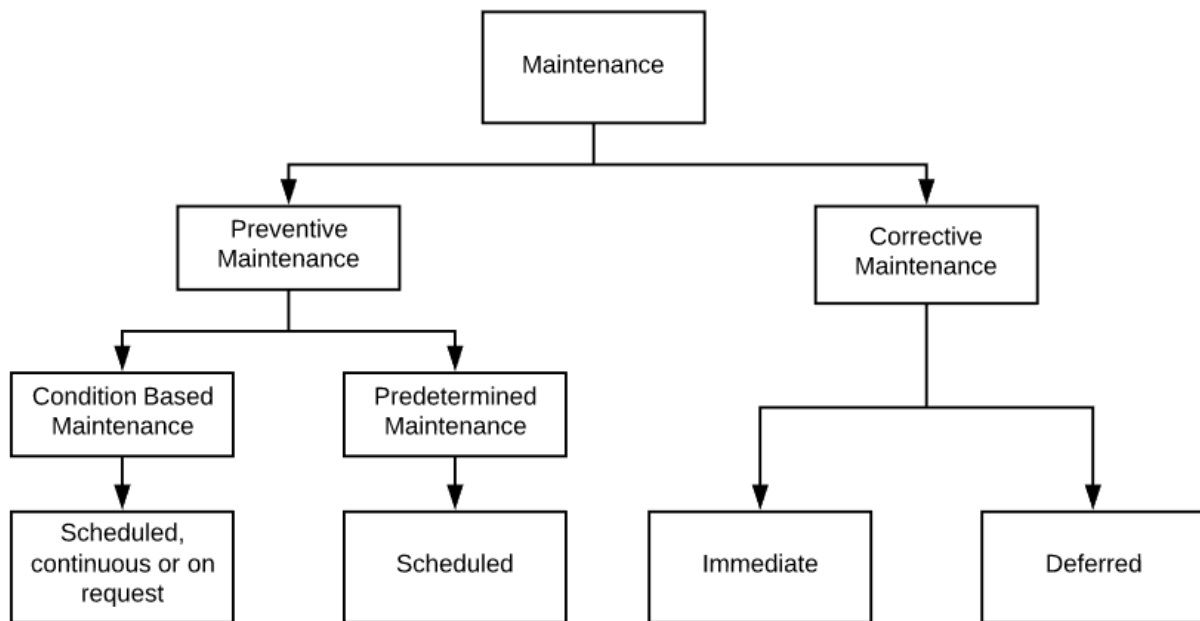 Maintenance
Preventive
Maintenance
Corrective
Maintenance
Condition Based
Maintenance
Predetermined
Maintenance
Scheduled,
continuous or on
request
Scheduled
Immediate
Deferred